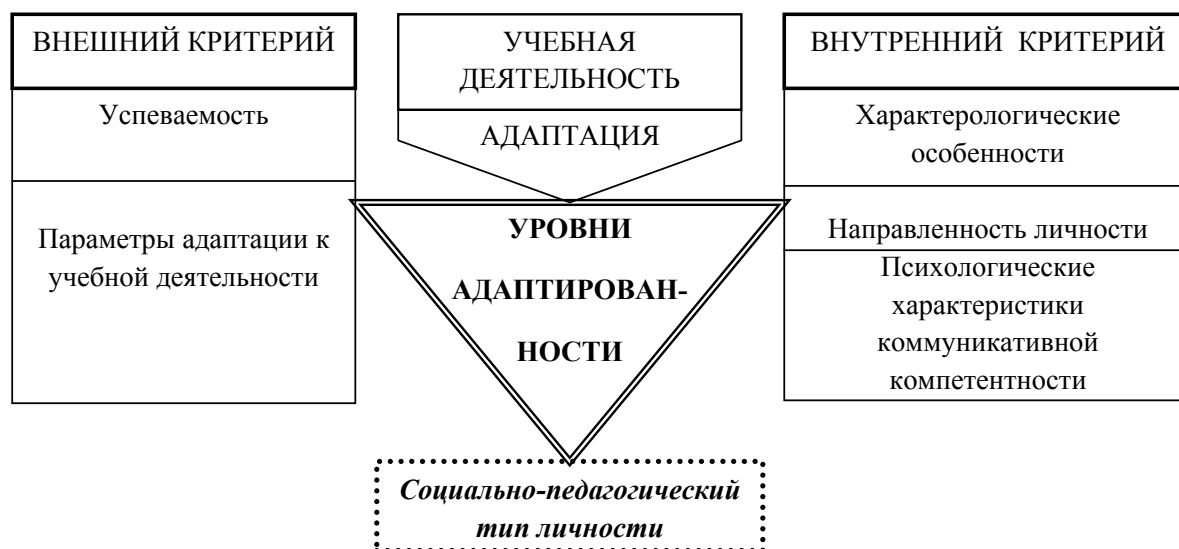 ВНЕШНИЙ КРИТЕРИЙ
Успеваемость
Параметры адаптации к
учебной деятельности
УЧЕБНАЯ
ДЕЯТЕЛЬНОСТЬ
АДАПТАЦИЯ
УРОВНИ
АДАПТИРОВАН-
НОСТИ
Социально-педагогический
тип личности
ВНУТРЕННИЙ КРИТЕРИЙ
Характерологические
особенности
Направленность личности
Психологические
характеристики
коммуникативной
компетентности